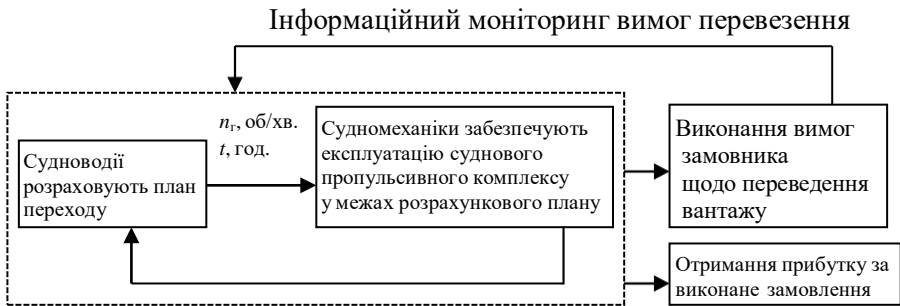 Інформаційний моніторинг вимог перевезення
Судноводії
розраховують план
переходу
nг, об/хв.
t, год.
Судномеханіки забезпечують
експлуатацію суднового
пропульсивного комплексу
у межах розрахункового плану
Виконання вимог
замовника
щодо переведення
вантажу
Отримання прибутку за
виконане замовлення